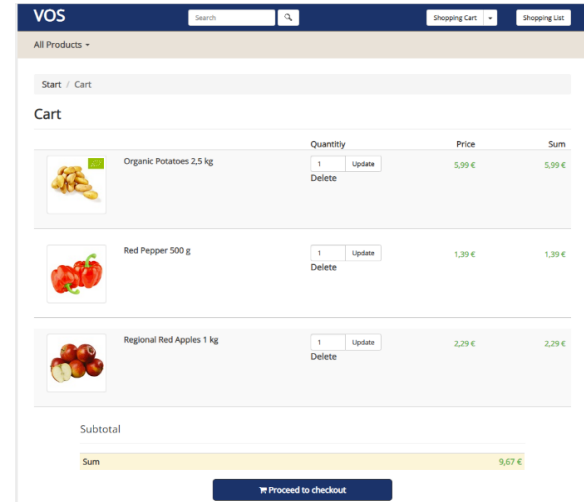 VOS
Search
Shopping Cart
Shopping List
All Products
Start / Cart
Cart
Quantitiy Price Sum
Organic Potatoes 2,5 kg 1 Update 5,99 € 5,99 €
Delete
Red Pepper 500 g 1 Update 1,39 € 1,39 €
Delete
Regional Red Apples 1 kg 1 Update 2,29 € 2,29 €
Delete
Subtotal
Sum 9,67 €
Proceed to checkout